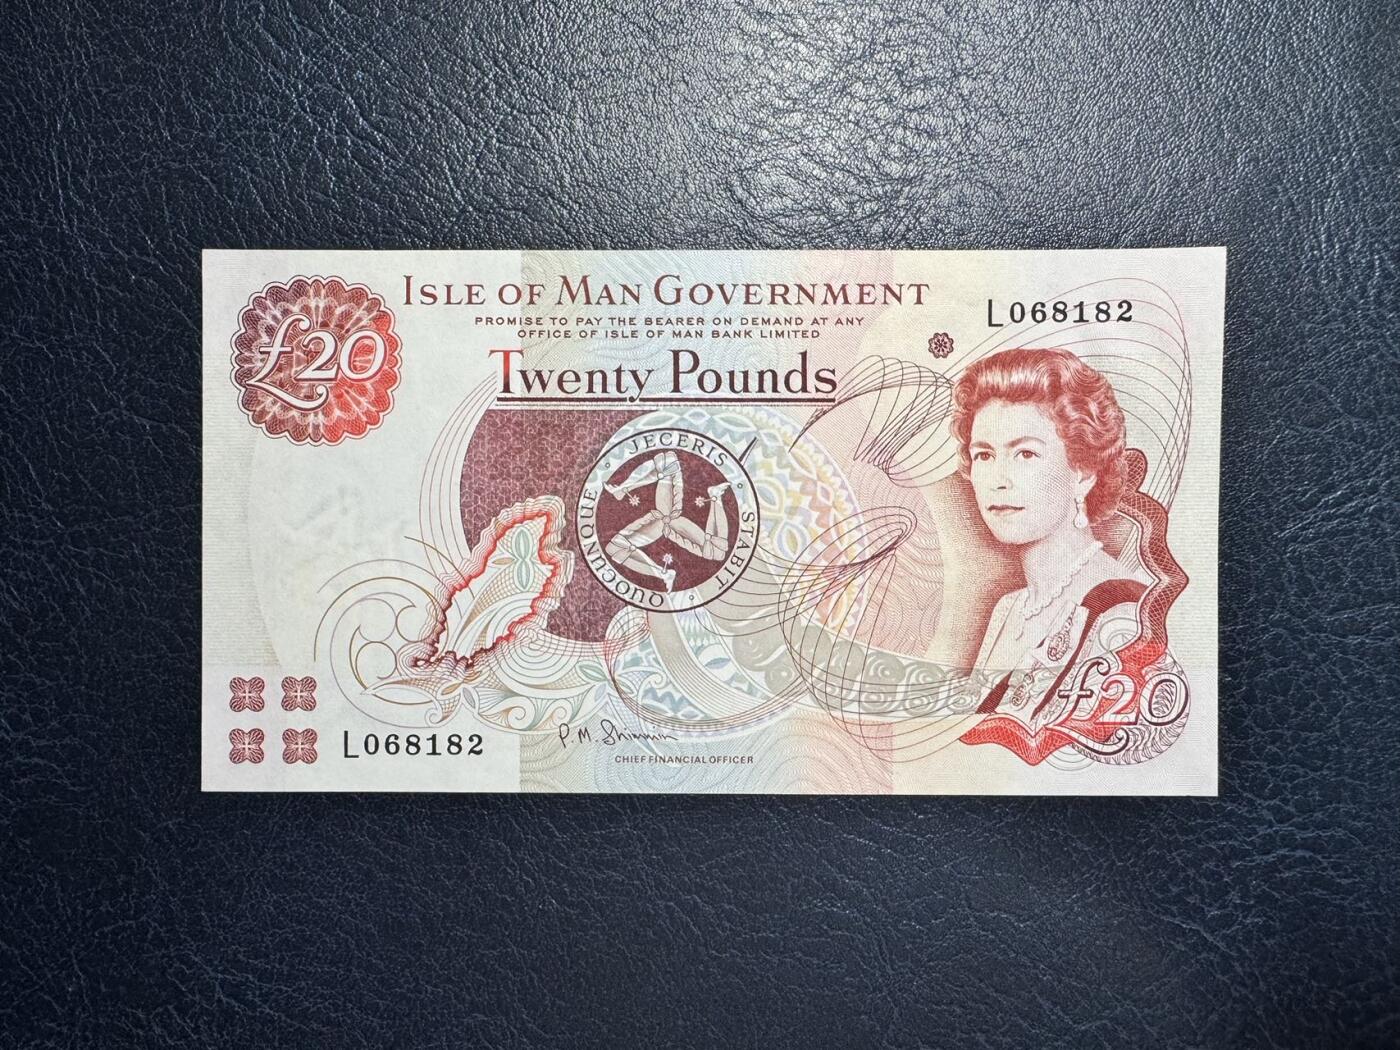 £20
ISLE OF MAN GOVERNMENT
L068182
PROMISE TO PAY THE BEARER ON DEMAND AT ANY
OFFICE OF ISLE OF MAN BANK LIMITED
Twenty Pounds
QUOCUNQUE JECERIS STABIT
£20
L068182
P.M. Shimmin
CHIEF FINANCIAL OFFICER